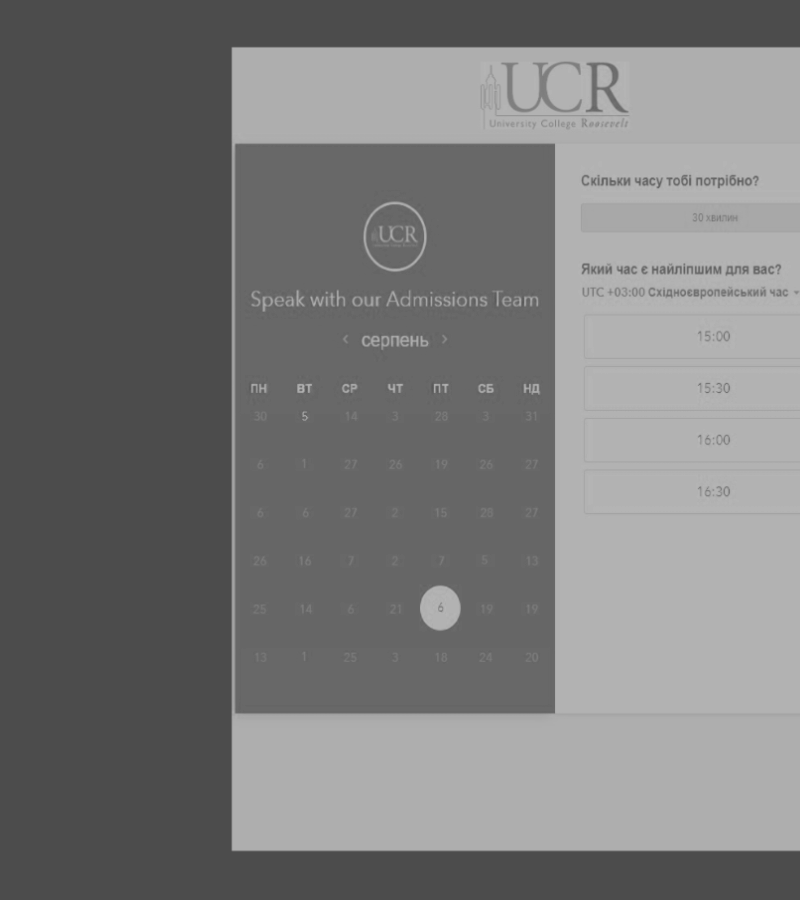 UCR
University College Roosevelt
UCR
Speak with our Admissions Team
< серпень >
ПН ВТ СР ЧТ ПТ СБ НД
30 5 14 3 28 3 31
6 1 27 26 19 26 27
6 6 27 2 15 28 27
26 16 7 2 7 5 13
25 14 6 21 6 19 19
13 1 25 3 18 24 20
Скільки часу тобі потрібно?
30 хвилин
Який час є найліпшим для вас?
UTC +03:00 Східноєвропейський час
15:00
15:30
16:00
16:30